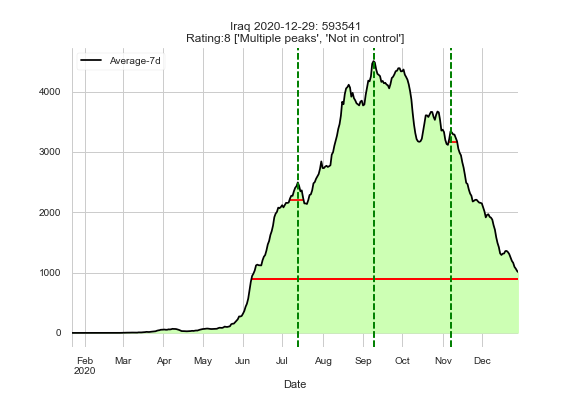 Iraq 2020-12-29: 593541
Rating:8 ['Multiple peaks', 'Not in control']
Average-7d
4000
3000
2000
1000
0
Feb Mar Apr May Jun Jul Aug Sep Oct Nov Dec
2020
Date